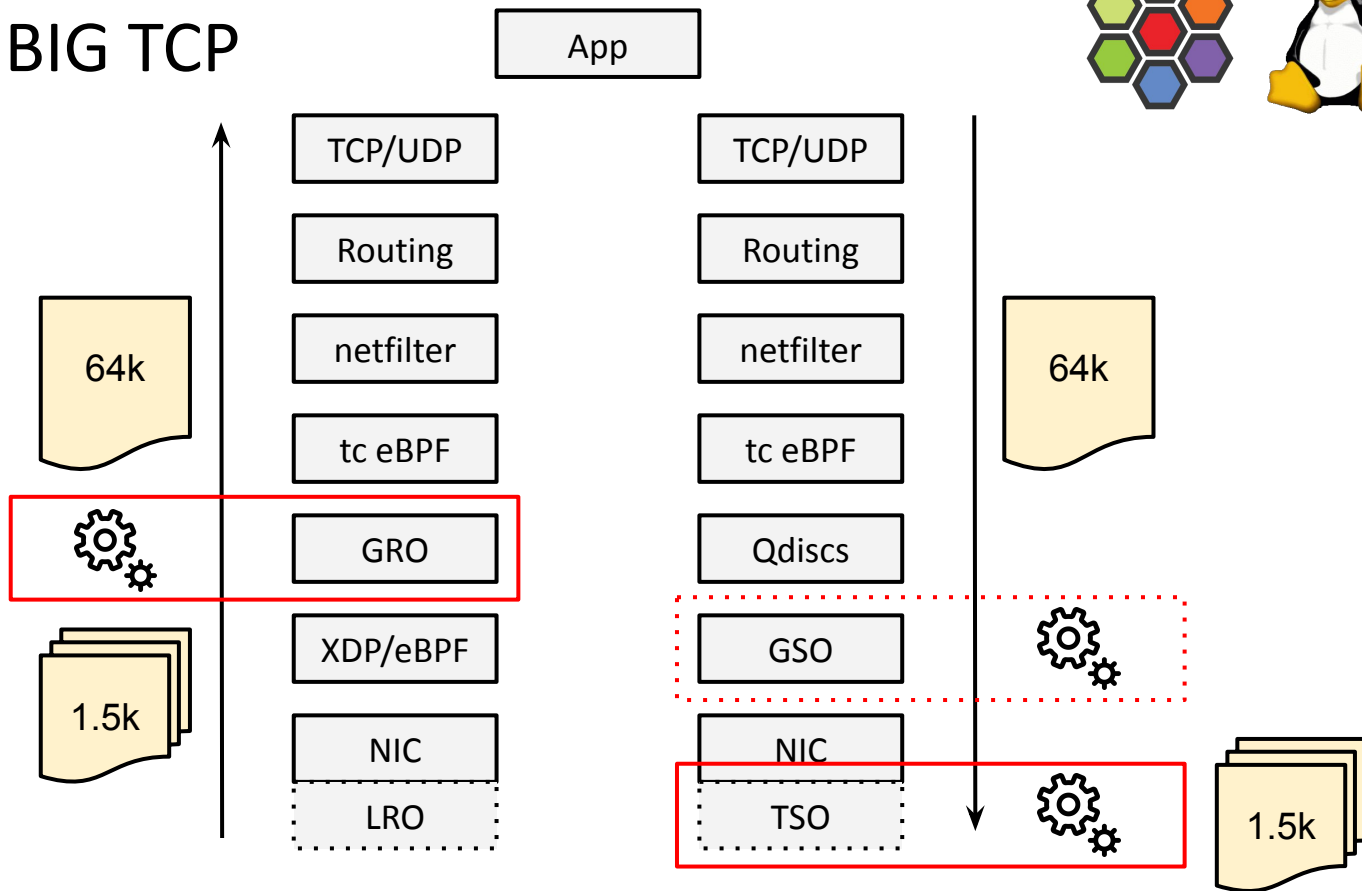 BIG TCP
App
TCP/UDP
TCP/UDP
Routing
Routing
64k
netfilter
netfilter
64k
tc eBPF
tc eBPF
GRO
Qdiscs
XDP/eBPF
GSO
1.5k
NIC
NIC
LRO
TSO
1.5k